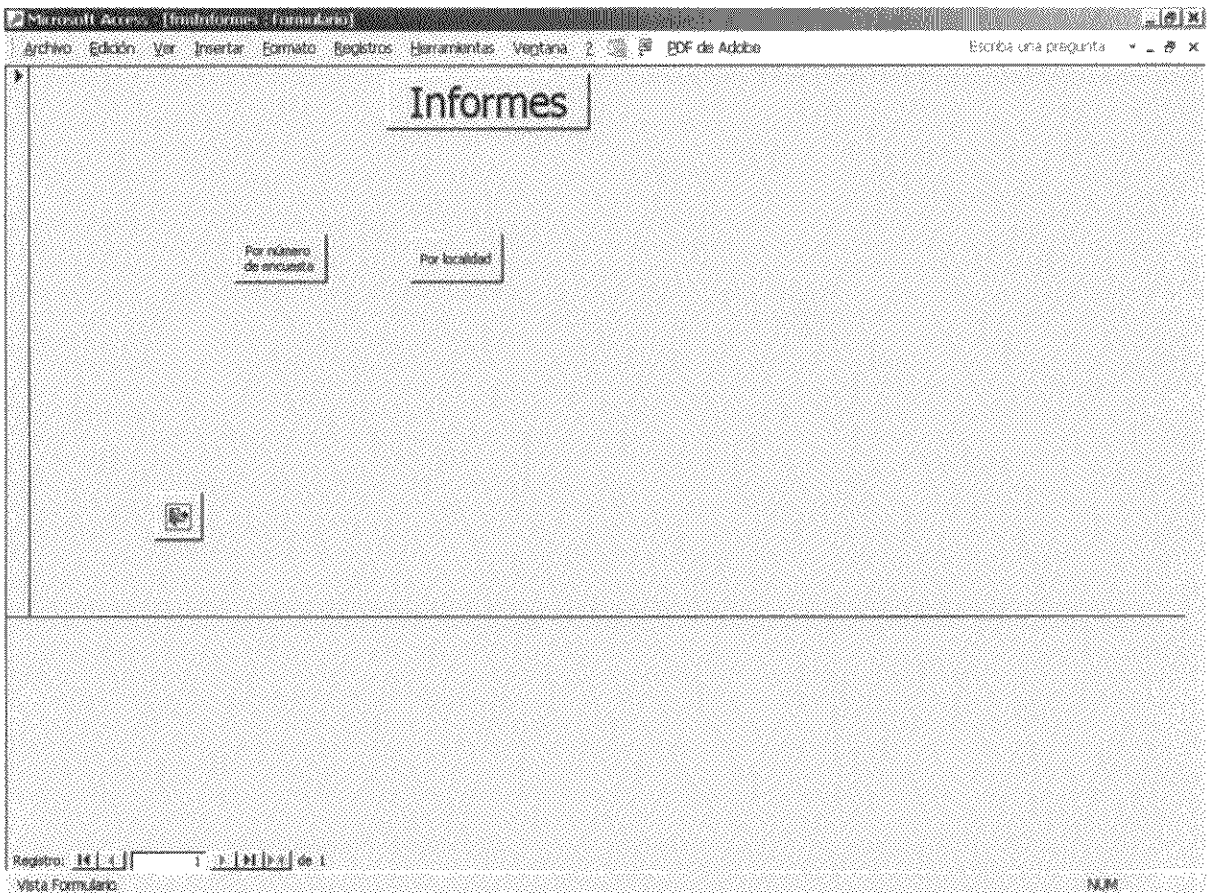 Microsoft Access - [frmInformes : Formulario]
Archivo Edición Ver Insertar Formato Registros Herramientas Ventana ? PDF de Adobe Escriba una pregunta
Informes
Por número
de encuesta
Por localidad
Registro: 1 de 1
Vista Formulario NUM